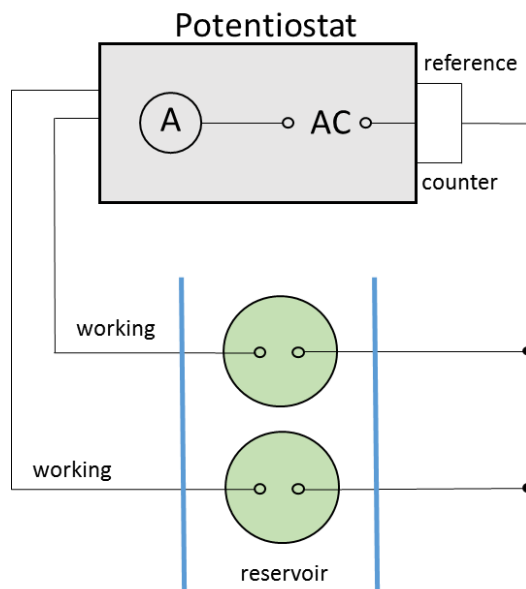 Potentiostat
reference
A
AC
counter
working
working
reservoir